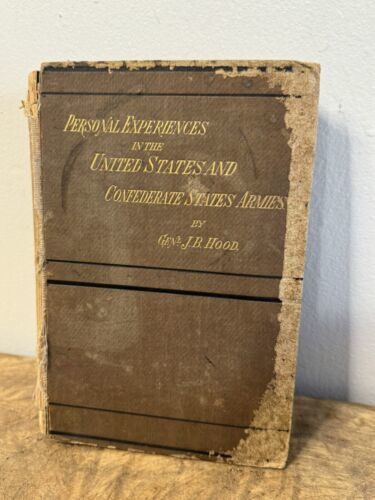 PERSONAL EXPERIENCES
IN THE
UNITED STATES AND
CONFEDERATE STATES ARMIES
BY
GENL J.B. HOOD.